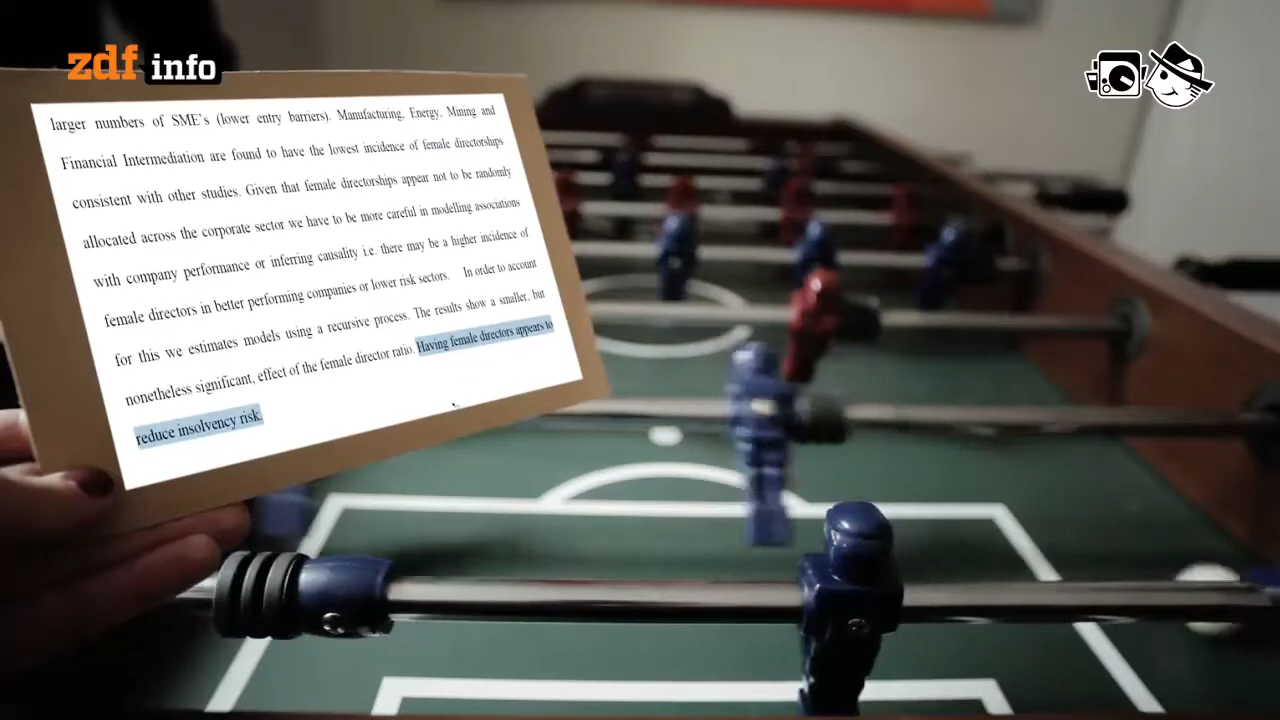 zdf info
larger numbers of SME's (lower entry barriers). Manufacturing, Energy, Mining and
Financial Intermediation are found to have the lowest incidence of female directorships
consistent with other studies. Given that female directorships appear not to be randomly
allocated across the corporate sector we have to be more careful in modelling associations
with company performance or inferring causality i.e. there may be a higher incidence of
female directors in better performing companies or lower risk sectors. In order to account
for this we estimates models using a recursive process. The results show a smaller, but
nonetheless significant, effect of the female director ratio. Having female directors appears to
reduce insolvency risk.